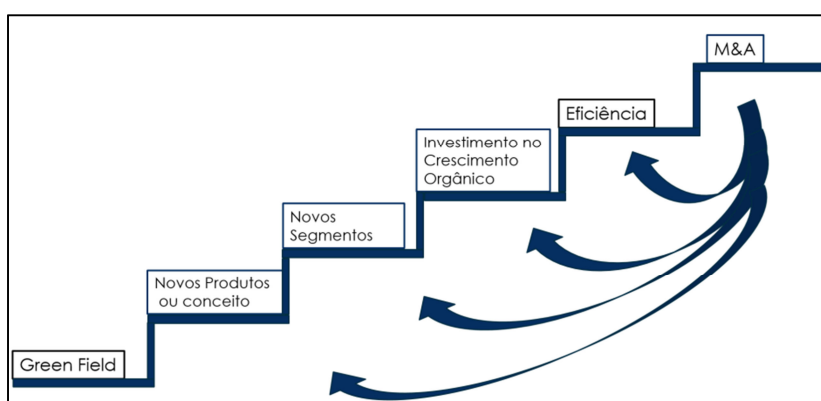 M&A
Eficiência
Investimento no
Crescimento
Orgânico
Novos
Segmentos
Novos Produtos
ou conceito
Green Field